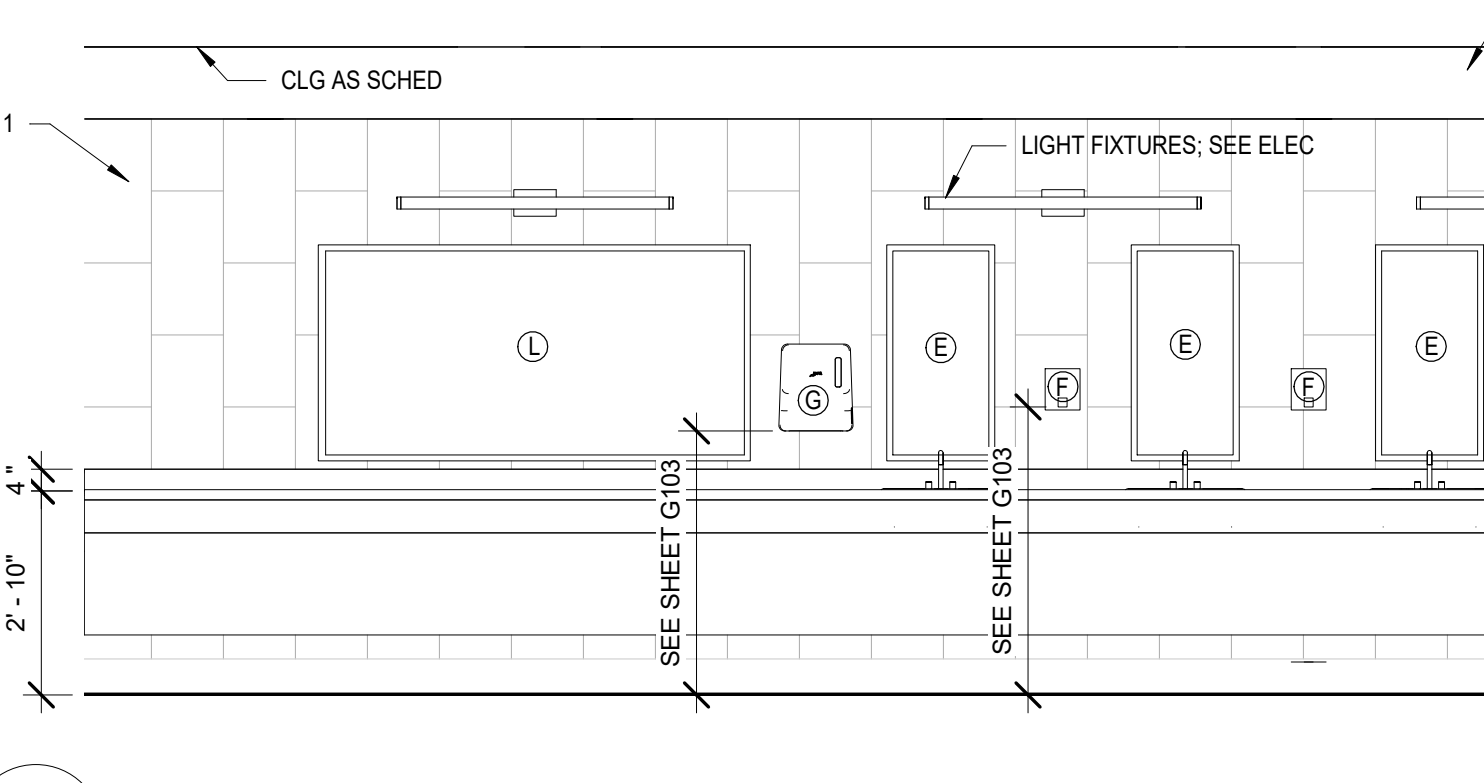 CLG AS SCHED
1
LIGHT FIXTURES; SEE ELEC
L
E
E
E
F
F
G
4"
2' - 10"
SEE SHEET G103
SEE SHEET G103